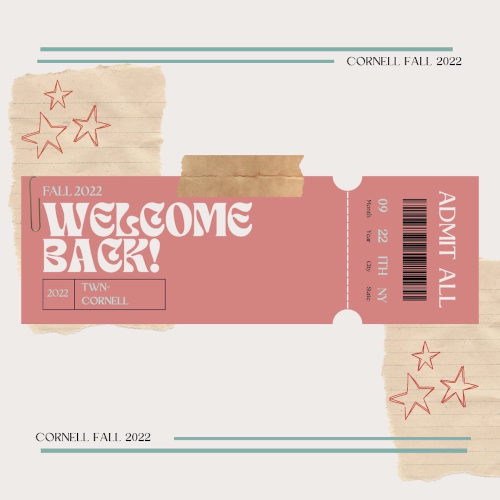 CORNELL FALL 2022
FALL 2022
WELCOME
BACK!
2022
TWN-
CORNELL
ADMIT ALL
09 22 ITH NY
Month Year City State
CORNELL FALL 2022